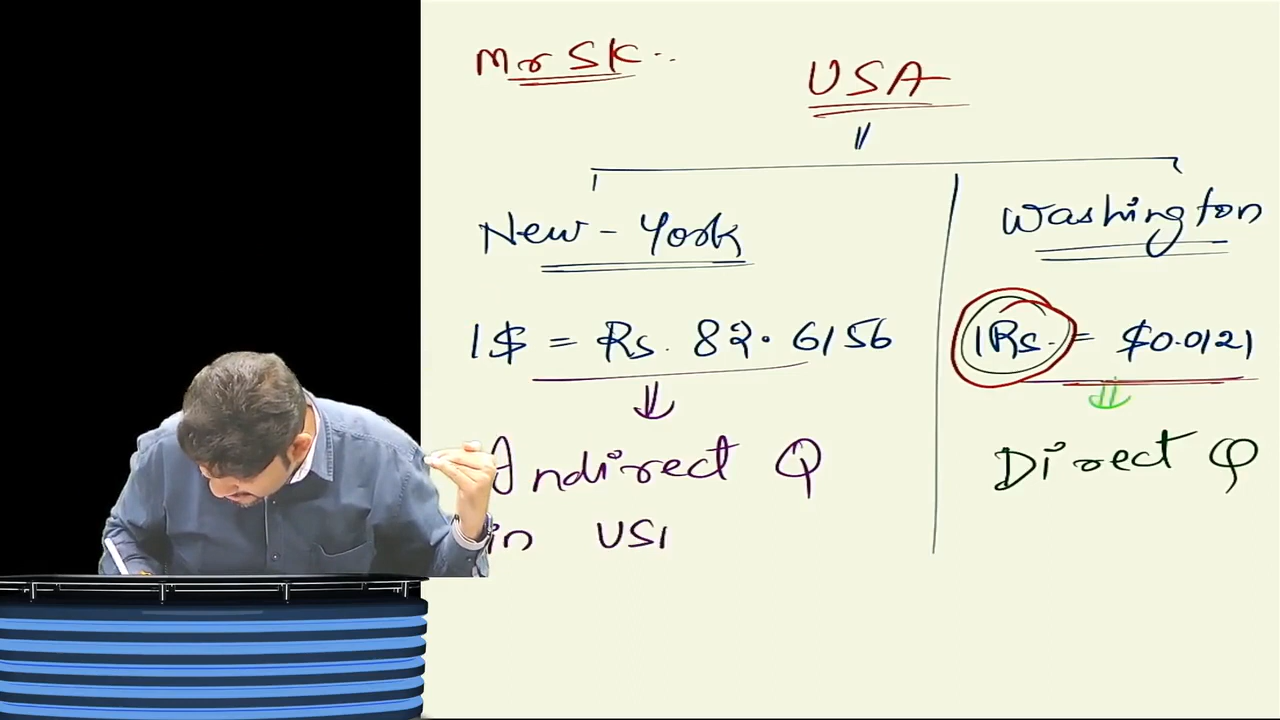 Mr SK..
USA
New-York
1$ = Rs. 82.6156
Indirect Q
in US
Washington
1Rs. = $0.0121
Direct Q